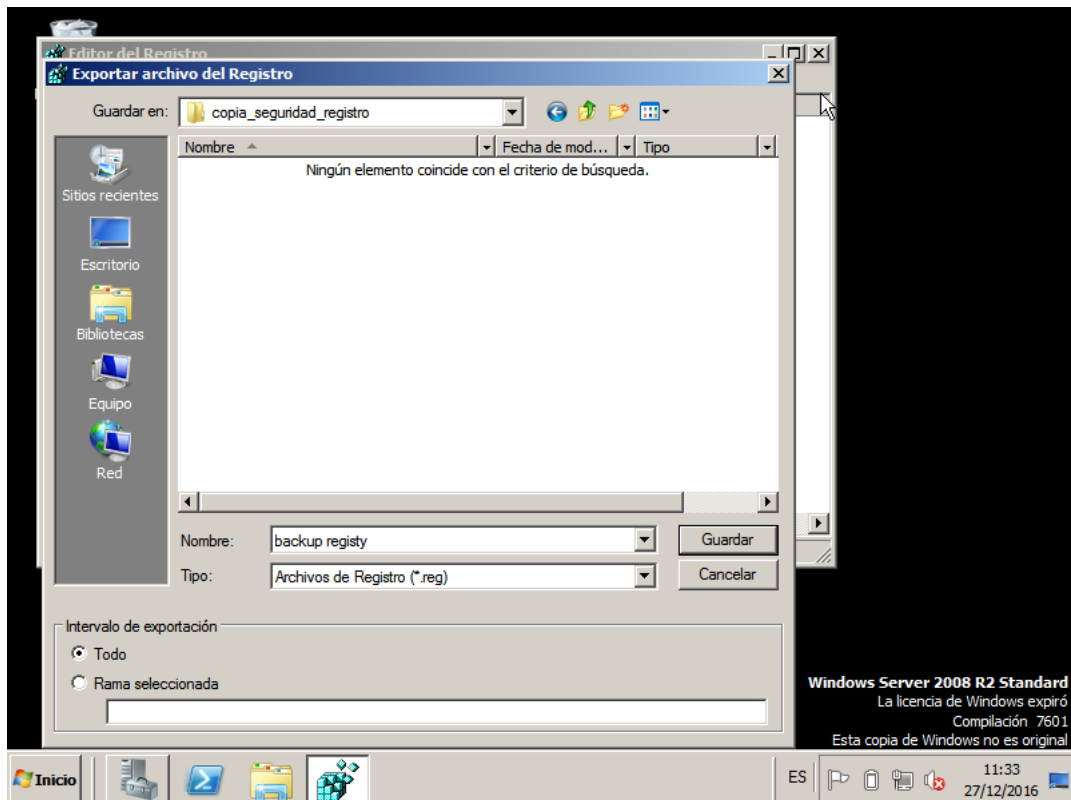 Editor del Registro
Exportar archivo del Registro
Guardar en:
copia_seguridad_registro
Nombre
Fecha de mod...
Tipo
Ningún elemento coincide con el criterio de búsqueda.
Sitios recientes
Escritorio
Bibliotecas
Equipo
Red
Nombre:
backup registy
Guardar
Tipo:
Archivos de Registro (*.reg)
Cancelar
Intervalo de exportación
Todo
Rama seleccionada
Windows Server 2008 R2 Standard
La licencia de Windows expiró
Compilación 7601
Esta copia de Windows no es original
Inicio
ES
11:33
27/12/2016